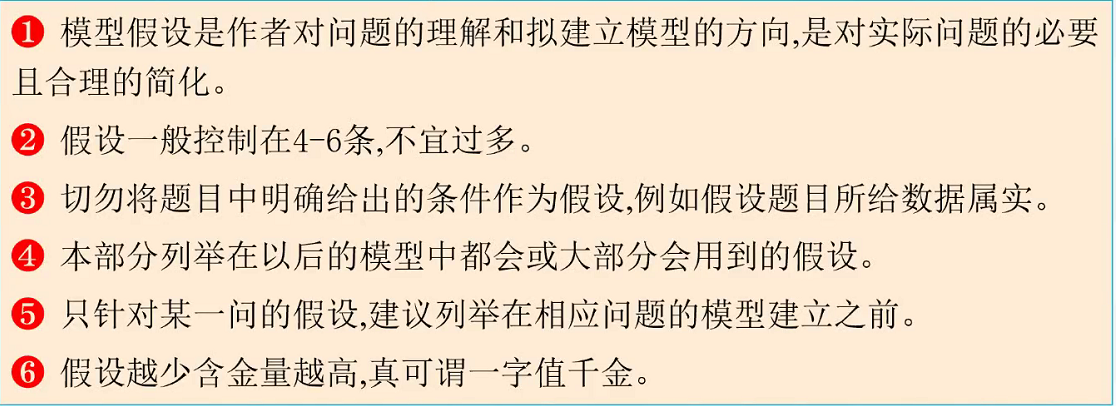 ❶ 模型假设是作者对问题的理解和拟建立模型的方向,是对实际问题的必要
且合理的简化。
❷ 假设一般控制在4-6条,不宜过多。
❸ 切勿将题目中明确给出的条件作为假设,例如假设题目所给数据属实。
❹ 本部分列举在以后的模型中都会或大部分会用到的假设。
❺ 只针对某一问的假设,建议列举在相应问题的模型建立之前。
❻ 假设越少含金量越高,真可谓一字值千金。